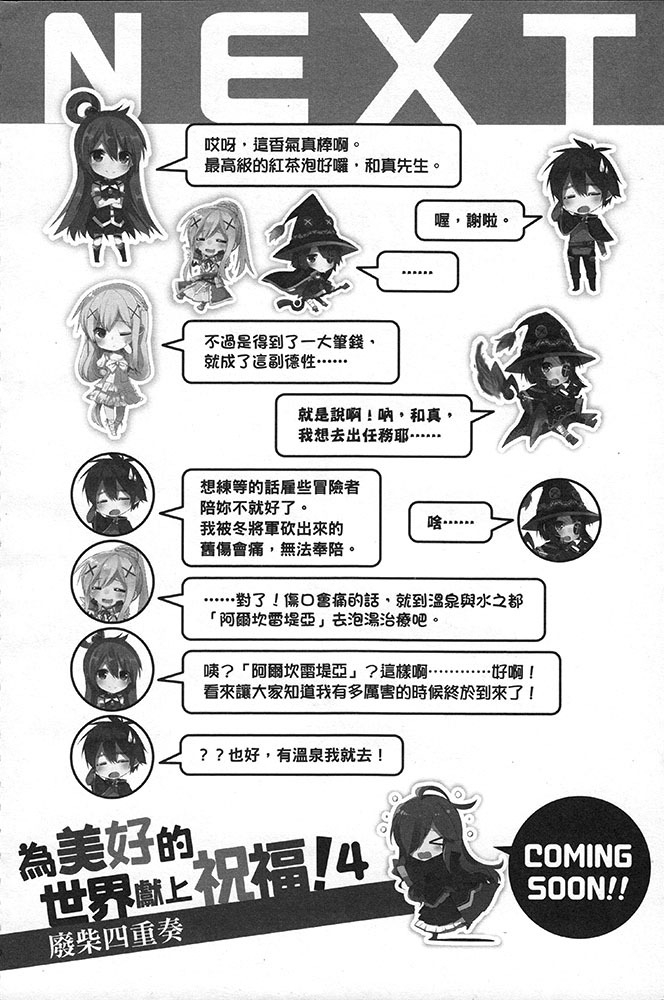 NEXT
哎呀，這香氣真棒啊。
最高級的紅茶泡好囉，和真先生。
喔，謝啦。
……
不過是得到了一大筆錢，
就成了這副德性……
就是說啊！吶，和真，
我想去出任務耶……
想練等的話雇些冒險者
陪妳不就好了。
我被冬將軍砍出來的
舊傷會痛，無法奉陪。
啥……
……對了！傷口會痛的話，就到溫泉與水之都
「阿爾坎雷堤亞」去泡湯治療吧。
咦？「阿爾坎雷堤亞」？這樣啊…………好啊！
看來讓大家知道我有多厲害的時候終於到來了！
？？也好，有溫泉我就去！
為美好的
世界獻上祝福！4
廢柴四重奏
COMING
SOON!!